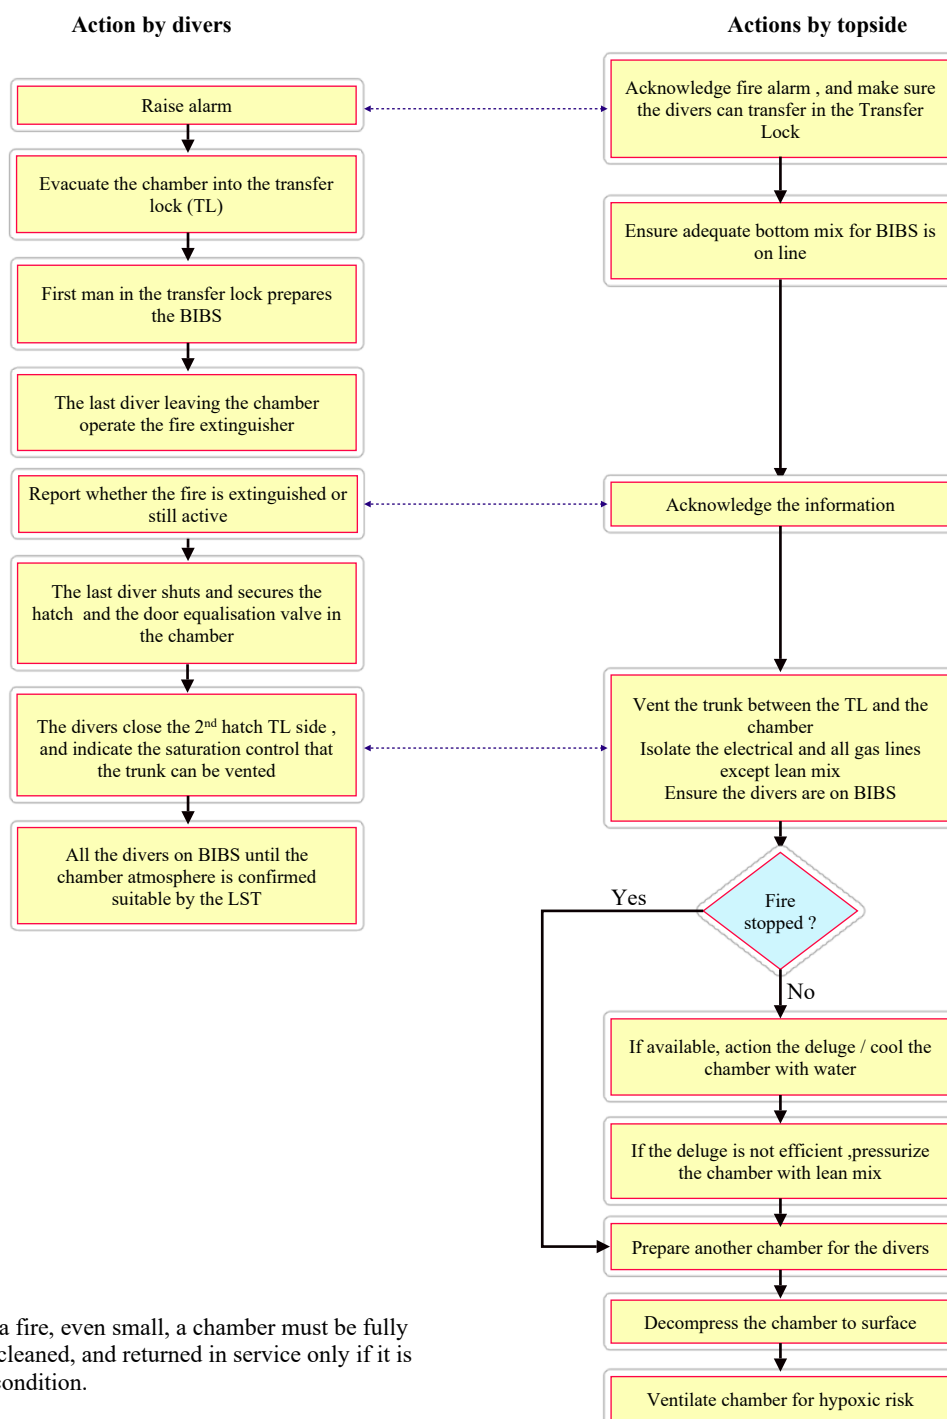 Action by divers
Raise alarm
Evacuate the chamber into the transfer
lock (TL)
First man in the transfer lock prepares
the BIBS
The last diver leaving the chamber
operate the fire extinguisher
Report whether the fire is extinguished or
still active
The last diver shuts and secures the
hatch and the door equalisation valve in
the chamber
The divers close the 2nd hatch TL side ,
and indicate the saturation control that
the trunk can be vented
All the divers on BIBS until the
chamber atmosphere is confirmed
suitable by the LST
Actions by topside
Acknowledge fire alarm , and make sure
the divers can transfer in the Transfer
Lock
Ensure adequate bottom mix for BIBS is
on line
Acknowledge the information
Vent the trunk between the TL and the
chamber
Isolate the electrical and all gas lines
except lean mix
Ensure the divers are on BIBS
Fire
stopped ?
Yes
No
If available, action the deluge / cool the
chamber with water
If the deluge is not efficient ,pressurize
the chamber with lean mix
Prepare another chamber for the divers
Decompress the chamber to surface
Ventilate chamber for hypoxic risk
a fire, even small, a chamber must be fully
cleaned, and returned in service only if it is
condition.